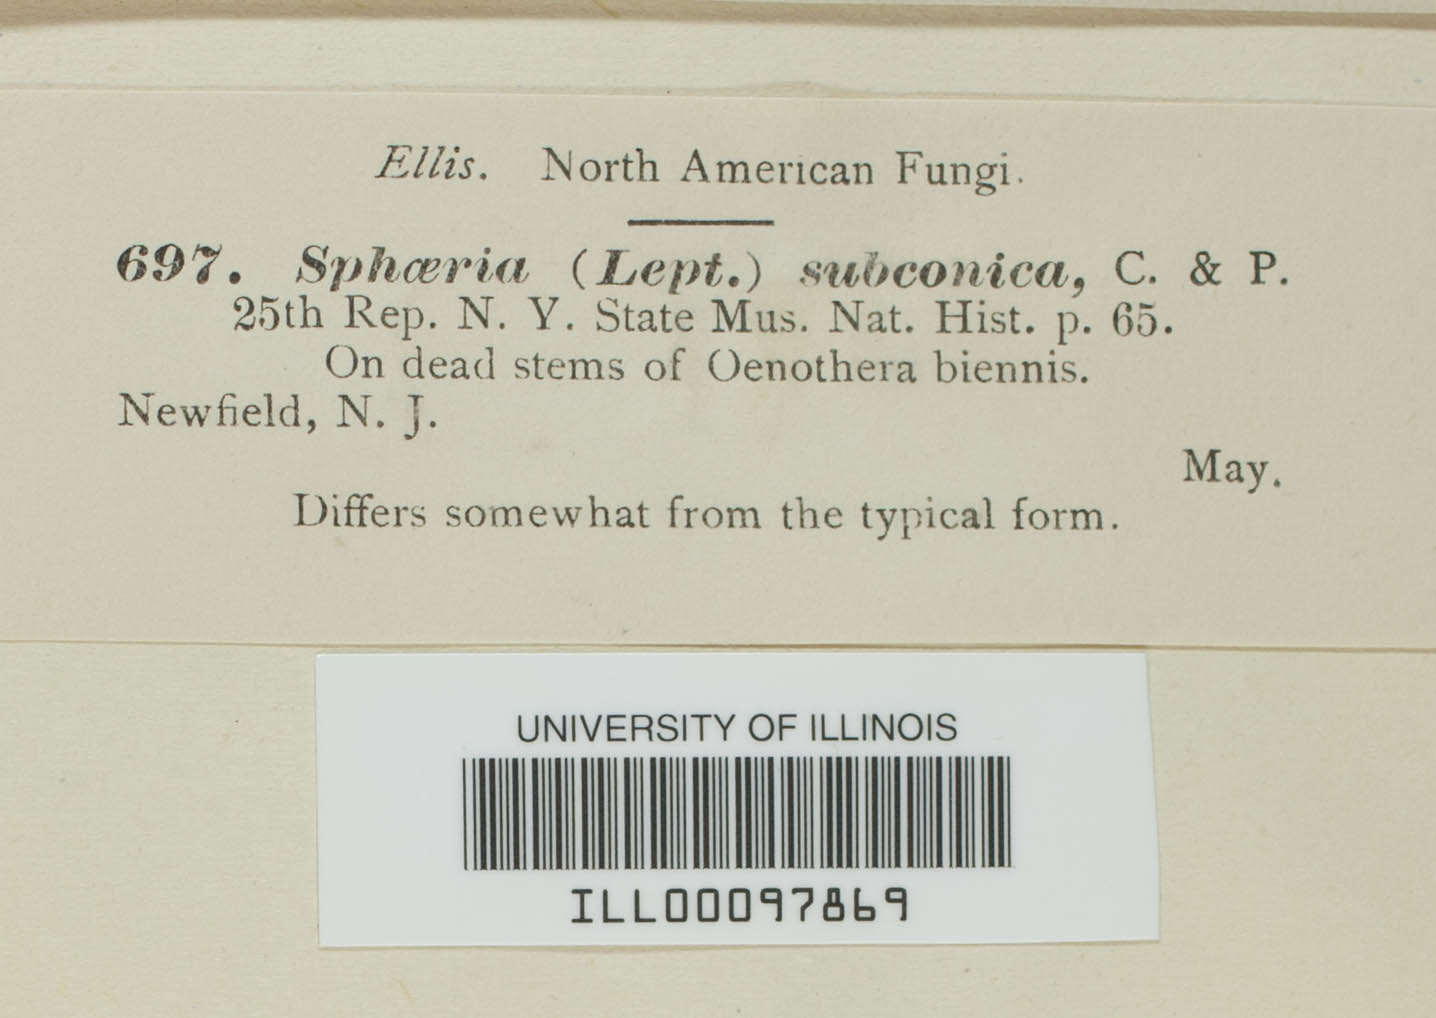 Ellis. North American Fungi.
697. Sphæria (Lept.) subconica, C. & P.
25th Rep. N. Y. State Mus. Nat. Hist. p. 65.
On dead stems of Oenothera biennis.
Newfield, N. J.
May.
Differs somewhat from the typical form.
UNIVERSITY OF ILLINOIS
ILL00097869